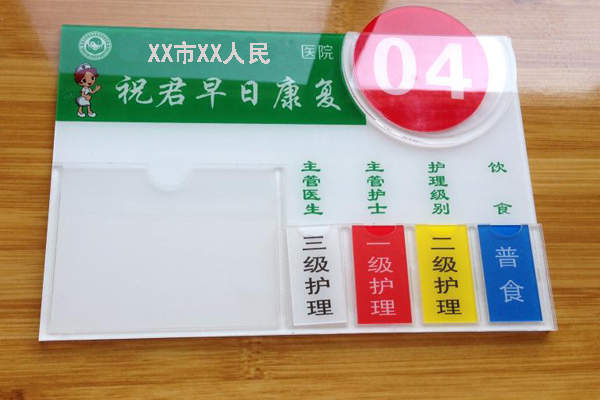 XX市XX人民 医院
祝君早日康复
04
主管医生
主管护士
护理级别
饮食
三级护理
一级护理
二级护理
普食